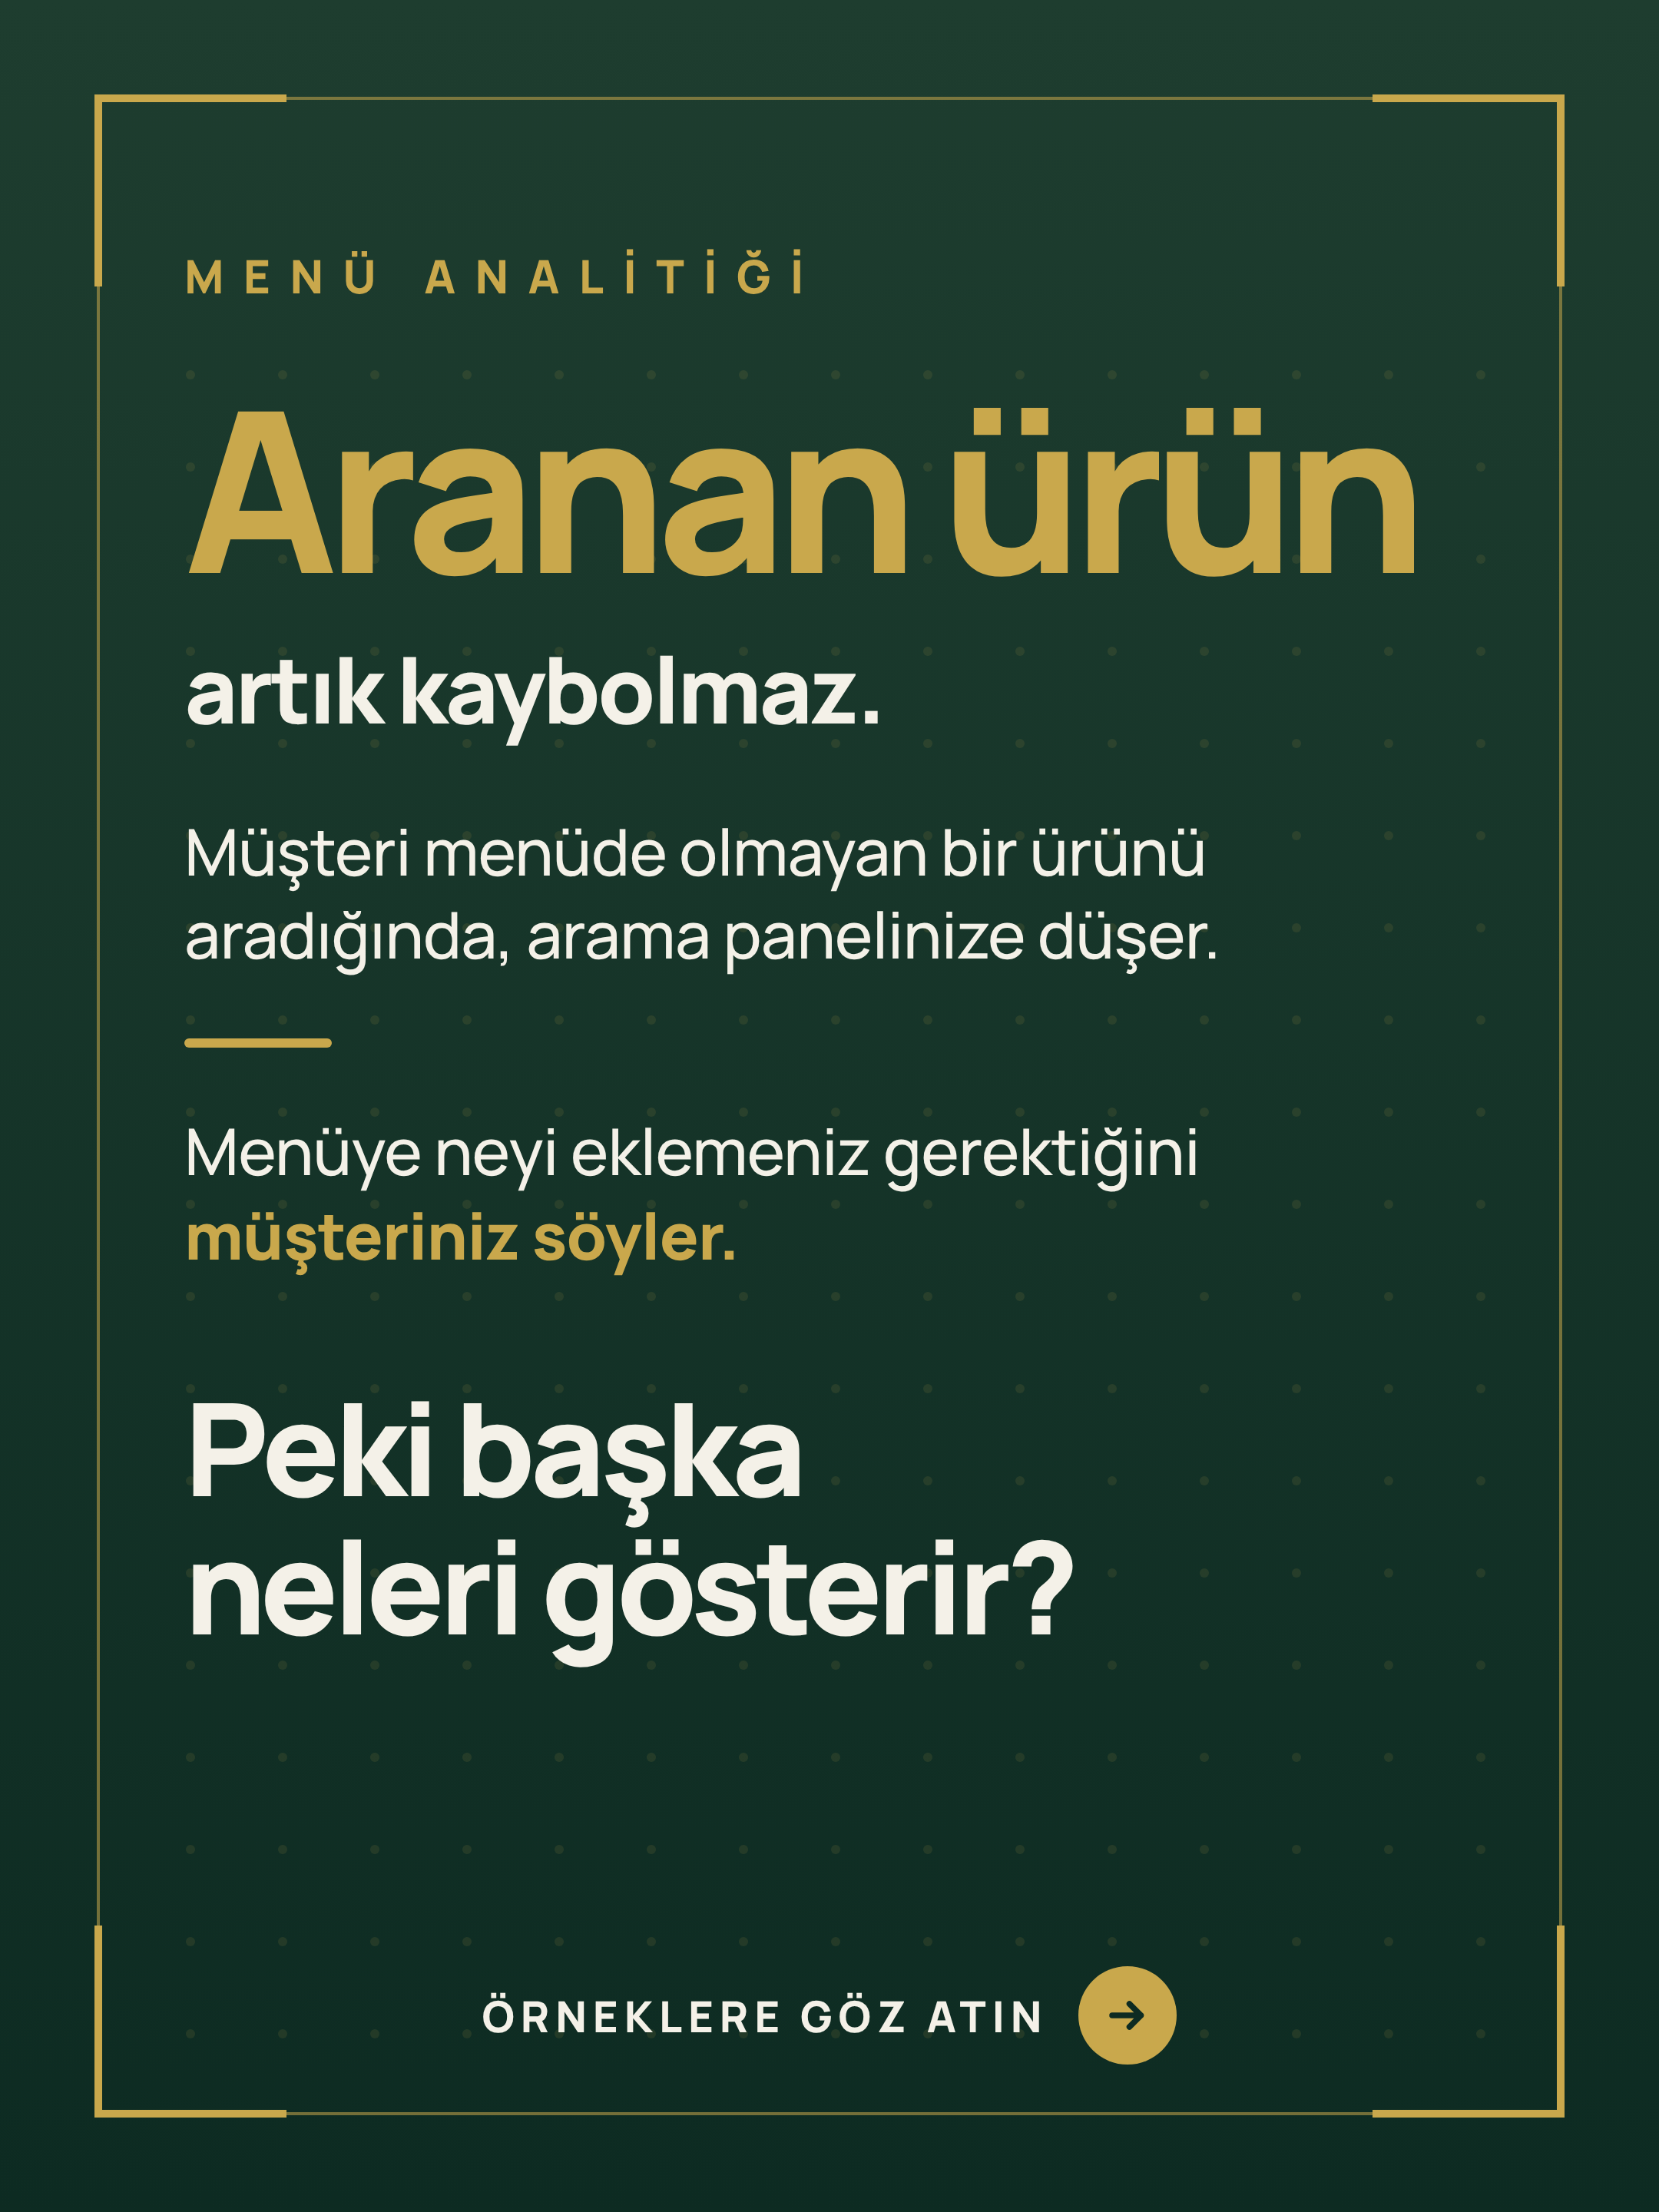 MENÜ ANALİTİĞİ
Aranan ürün
artık kaybolmaz.
Müşteri menüde olmayan bir ürünü
aradığında, arama panelinize düşer.
Menüye neyi eklemeniz gerektiğini
müşteriniz söyler.
Peki başka
neleri gösterir?
ÖRNEKLERE GÖZ ATIN